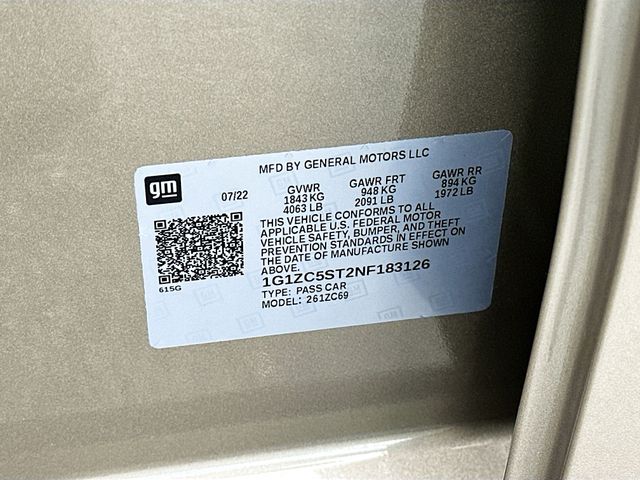 MFD BY GENERAL MOTORS LLC
gm
07/22
GVWR GAWR FRT GAWR RR
1843 KG 948 KG 894 KG
4063 LB 2091 LB 1972 LB
THIS VEHICLE CONFORMS TO ALL
APPLICABLE U.S. FEDERAL MOTOR
VEHICLE SAFETY, BUMPER, AND THEFT
PREVENTION STANDARDS IN EFFECT ON
THE DATE OF MANUFACTURE SHOWN
ABOVE.
615G
1G1ZC5ST2NF183126
TYPE: PASS CAR
MODEL: 261ZC69